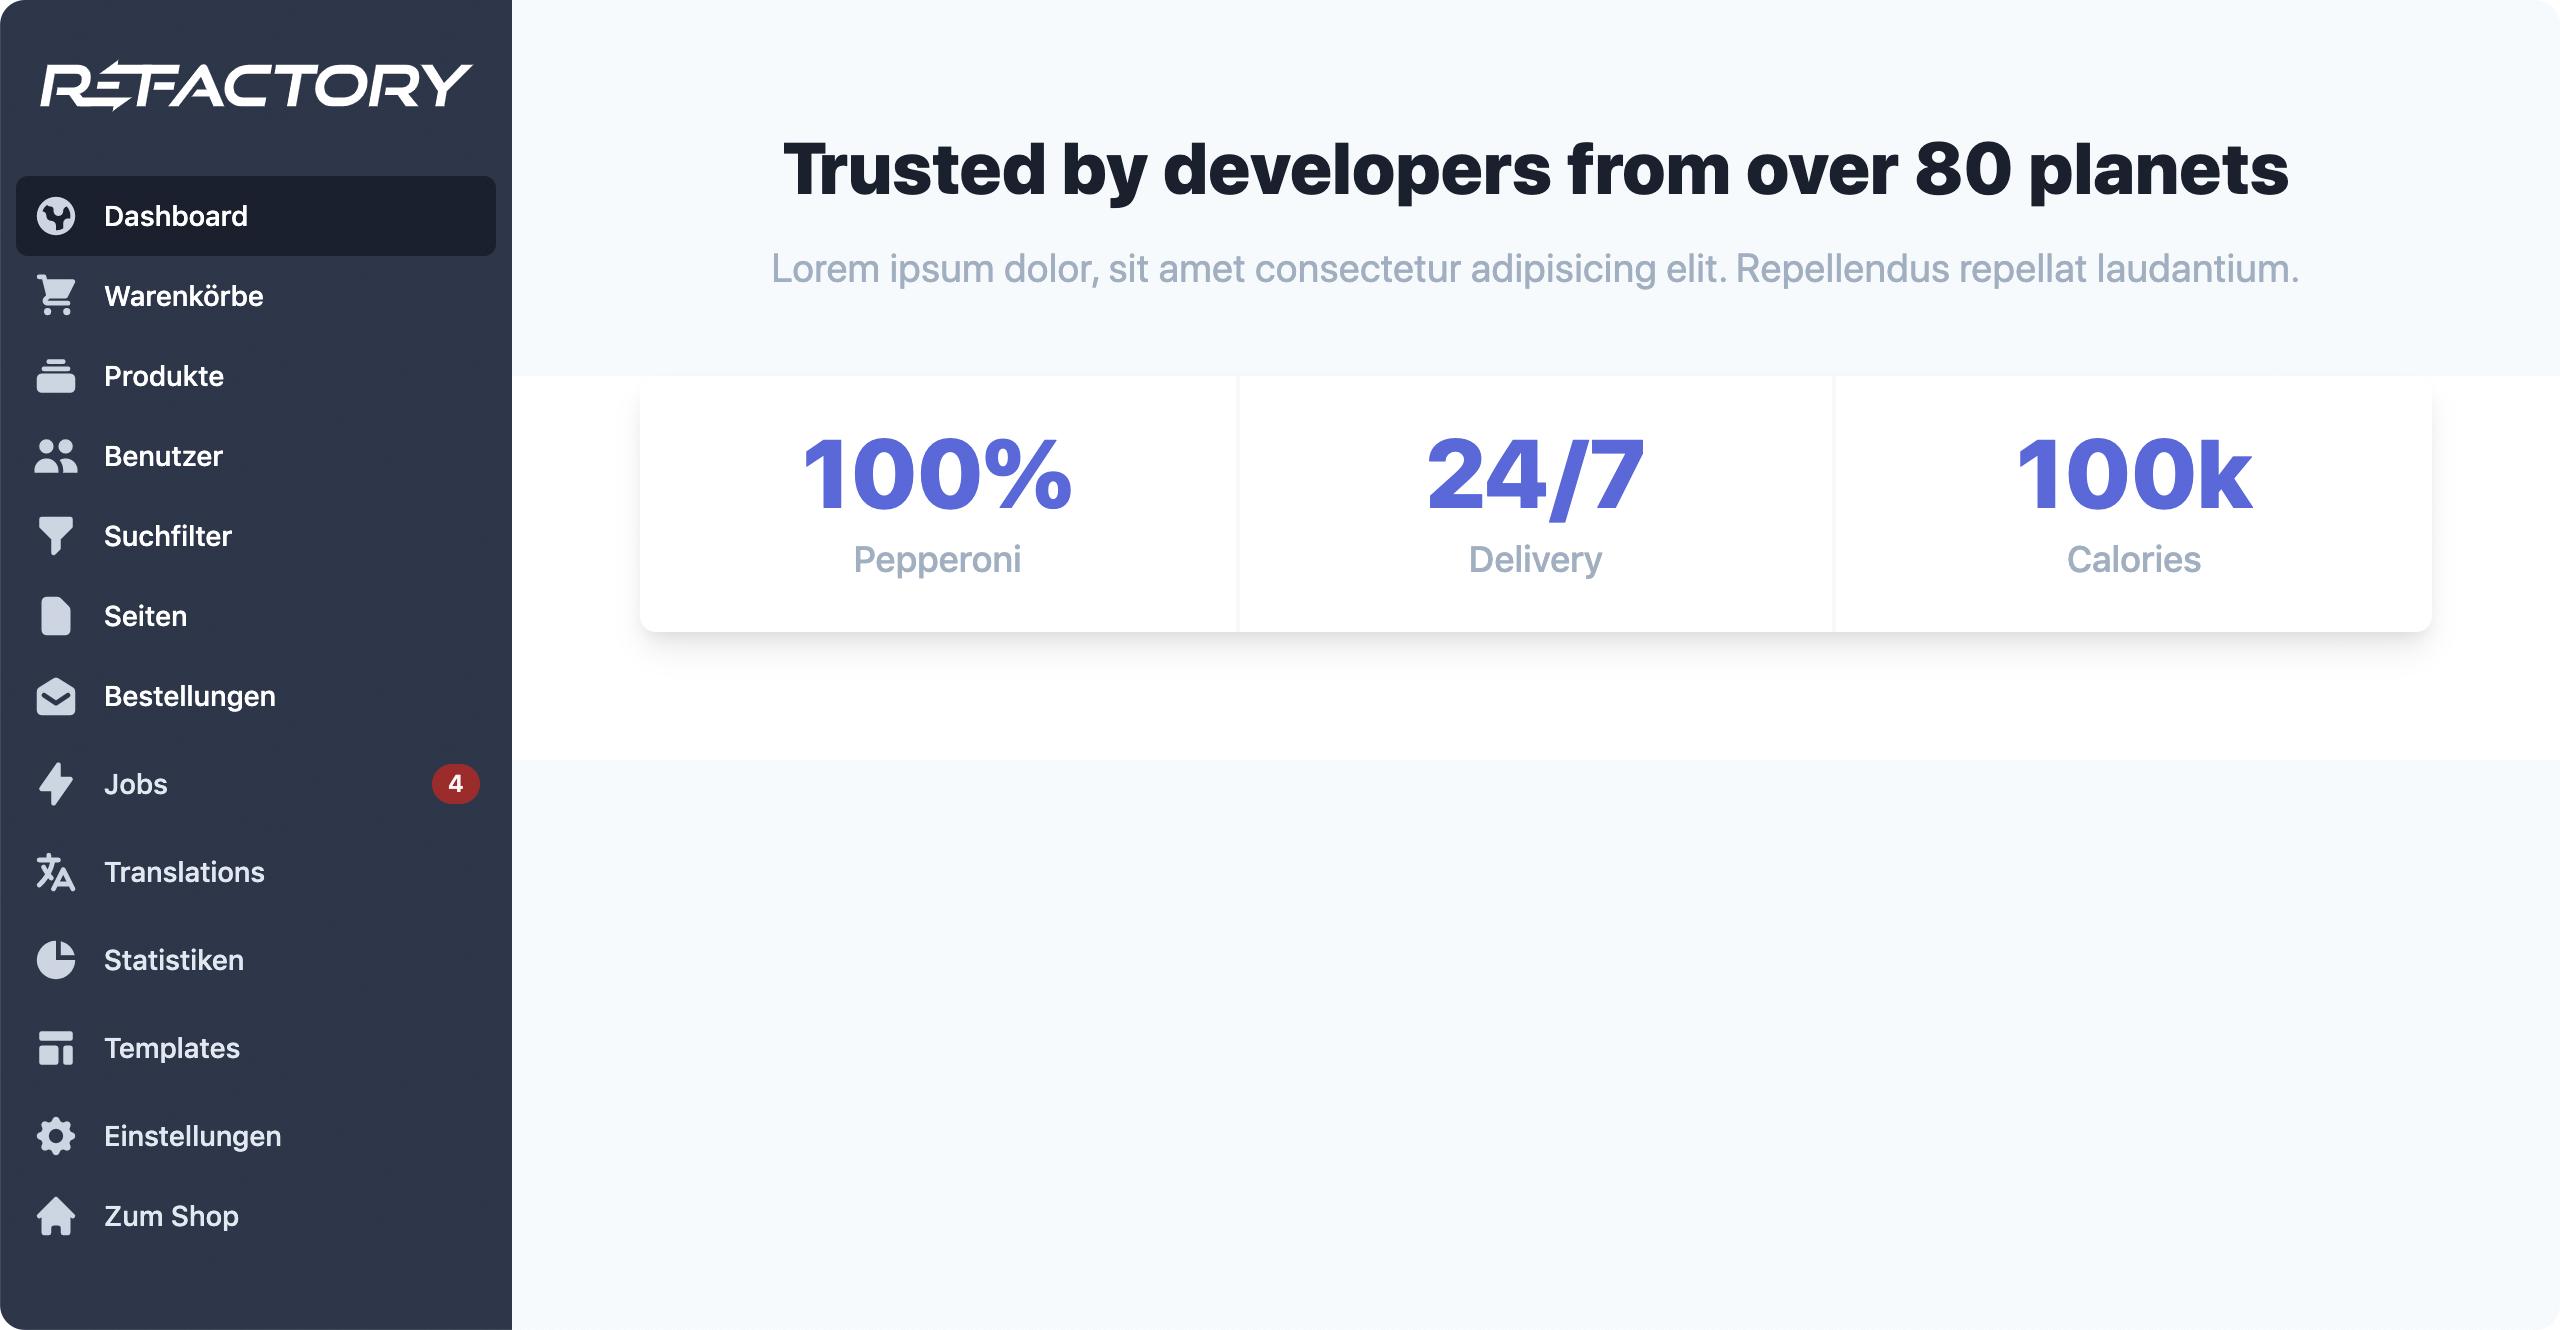 REFACTORY
Dashboard
Warenkörbe
Produkte
Benutzer
Suchfilter
Seiten
Bestellungen
Jobs 4
Translations
Statistiken
Templates
Einstellungen
Zum Shop
Trusted by developers from over 80 planets
Lorem ipsum dolor, sit amet consectetur adipisicing elit. Repellendus repellat laudantium.
100%
Pepperoni
24/7
Delivery
100k
Calories